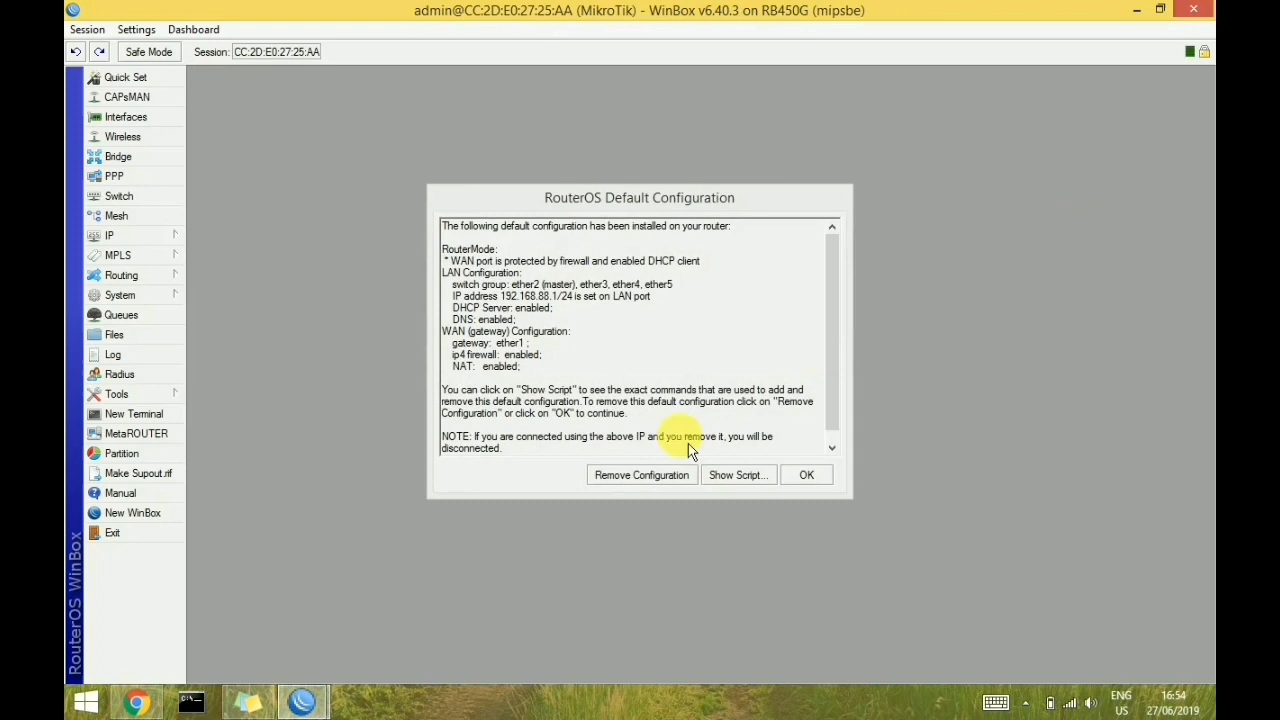 admin@CC:2D:E0:27:25:AA (MikroTik) - WinBox v6.40.3 on RB450G (mipsbe)
Session Settings Dashboard
Safe Mode Session: CC:2D:E0:27:25:AA
Quick Set
CAPsMAN
Interfaces
Wireless
Bridge
PPP
Switch
Mesh
IP
MPLS
Routing
System
Queues
Files
Log
Radius
Tools
New Terminal
MetaROUTER
Partition
Make Supout.rif
Manual
New WinBox
Exit
RouterOS WinBox
RouterOS Default Configuration
The following default configuration has been installed on your router:
RouterMode:
* WAN port is protected by firewall and enabled DHCP client
LAN Configuration:
switch group: ether2 (master), ether3, ether4, ether5
IP address 192.168.88.1/24 is set on LAN port
DHCP Server: enabled;
DNS: enabled;
WAN (gateway) Configuration:
gateway: ether1 ;
ip4 firewall: enabled;
NAT: enabled;
You can click on "Show Script" to see the exact commands that are used to add and
remove this default configuration.To remove this default configuration click on "Remove
Configuration" or click on "OK" to continue.
NOTE: If you are connected using the above IP and you remove it, you will be
disconnected.
Remove Configuration Show Script... OK
ENG 16:54
US 27/06/2019